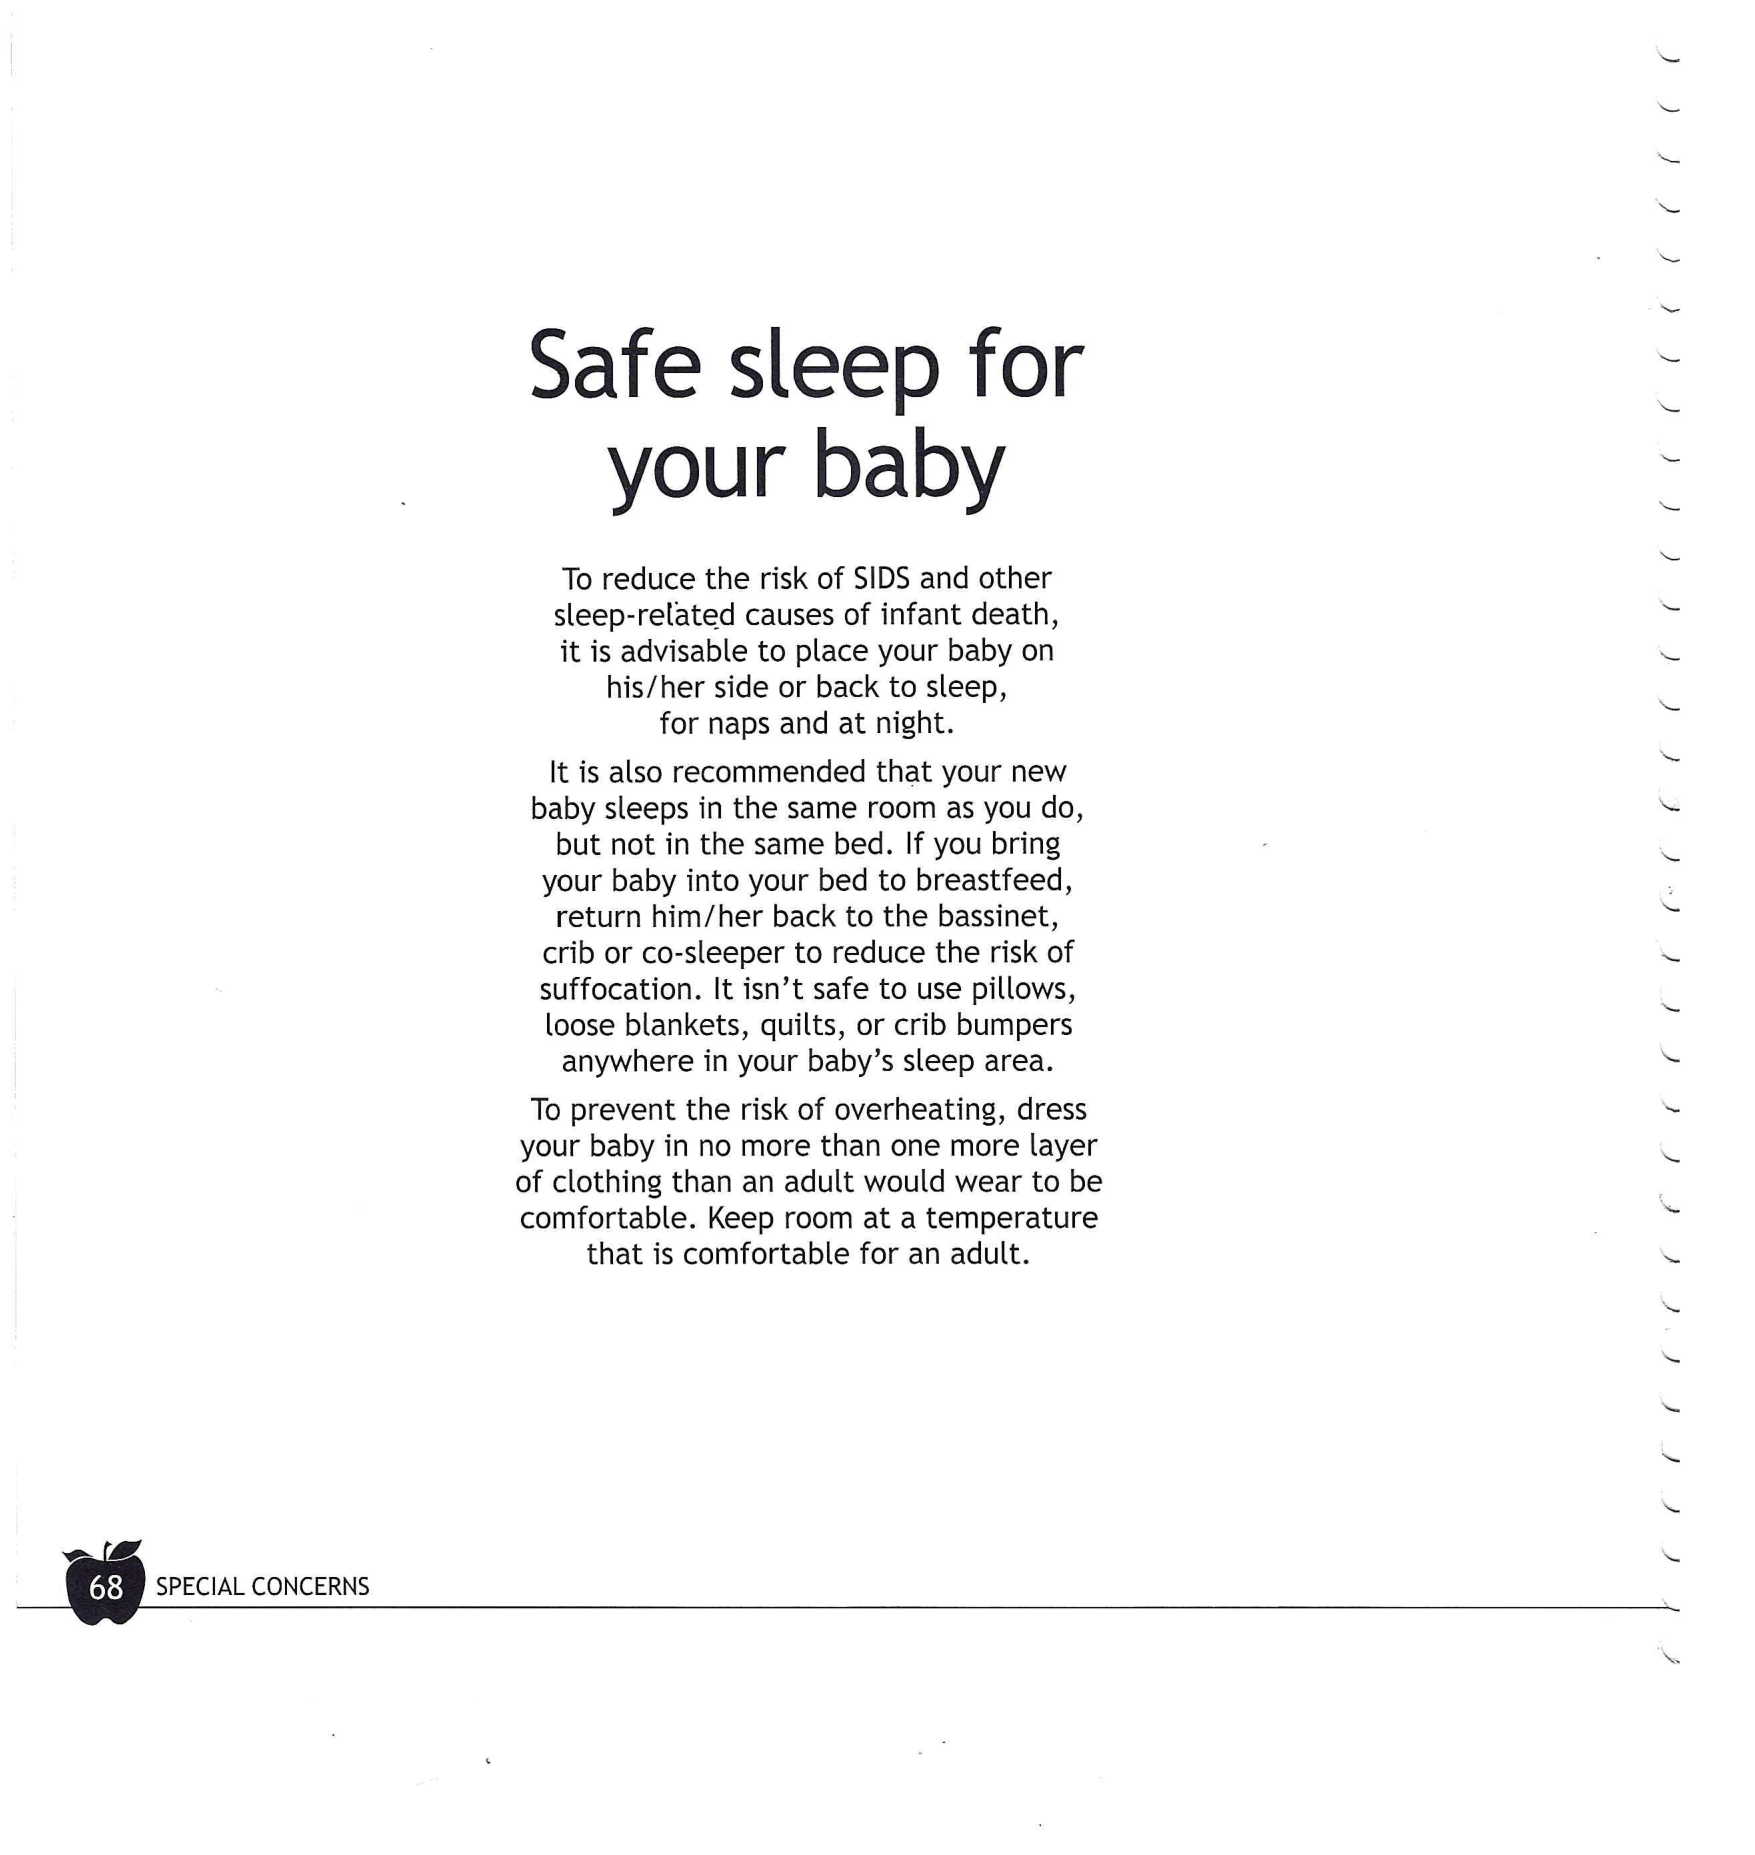 Safe sleep for
your baby
To reduce the risk of SIDS and other
sleep-related causes of infant death,
it is advisable to place your baby on
his/her side or back to sleep,
for naps and at night.
It is also recommended that your new
baby sleeps in the same room as you do,
but not in the same bed. If you bring
your baby into your bed to breastfeed,
return him/her back to the bassinet,
crib or co-sleeper to reduce the risk of
suffocation. It isn't safe to use pillows,
loose blankets, quilts, or crib bumpers
anywhere in your baby's sleep area.
To prevent the risk of overheating, dress
your baby in no more than one more layer
of clothing than an adult would wear to be
comfortable. Keep room at a temperature
that is comfortable for an adult.
68 SPECIAL CONCERNS